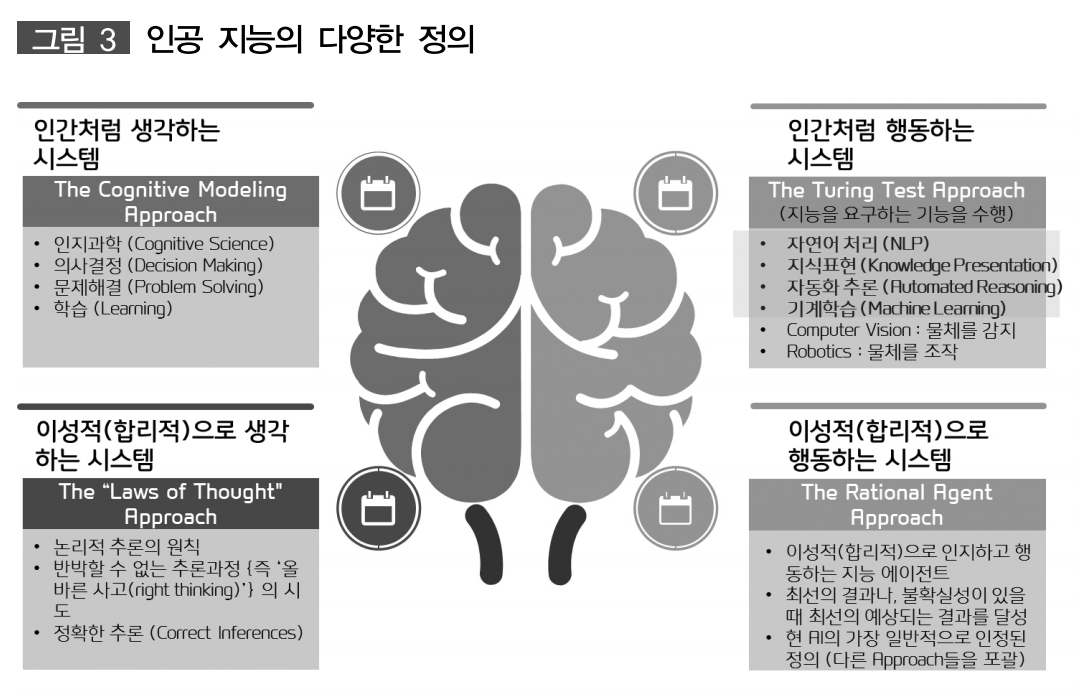 그림 3 인공 지능의 다양한 정의
인간처럼 생각하는
시스템
The Cognitive Modeling
Approach
• 인지과학 (Cognitive Science)
• 의사결정 (Decision Making)
• 문제해결 (Problem Solving)
• 학습 (Learning)
인간처럼 행동하는
시스템
The Turing Test Approach
(지능을 요구하는 기능을 수행)
• 자연어 처리 (NLP)
• 지식표현 (Knowledge Presentation)
• 자동화 추론 (Automated Reasoning)
• 기계학습 (Machine Learning)
• Computer Vision : 물체를 감지
• Robotics : 물체를 조작
이성적(합리적)으로 생각
하는 시스템
The “Laws of Thought"
Approach
• 논리적 추론의 원칙
• 반박할 수 없는 추론과정 {즉 ‘올
바른 사고(right thinking)’} 의 시
도
• 정확한 추론 (Correct Inferences)
이성적(합리적)으로
행동하는 시스템
The Rational Agent
Approach
• 이성적(합리적)으로 인지하고 행
동하는 지능 에이전트
• 최선의 결과나, 불확실성이 있을
때 최선의 예상되는 결과를 달성
• 현 AI의 가장 일반적으로 인정된
정의 (다른 Approach들을 포괄)